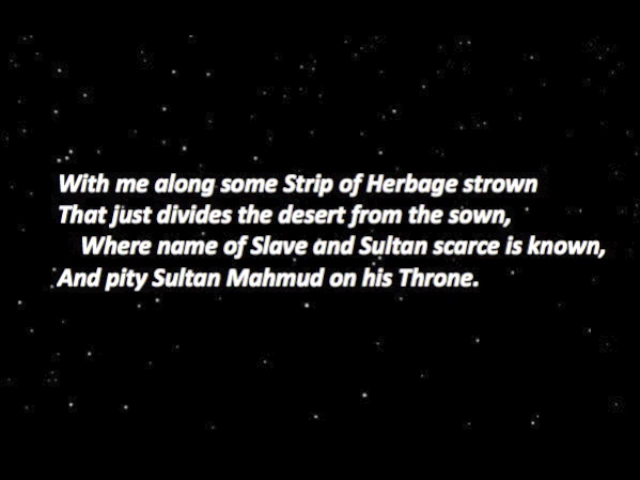 With me along some Strip of Herbage strown
That just divides the desert from the sown,
Where name of Slave and Sultan scarce is known,
And pity Sultan Mahmud on his Throne.